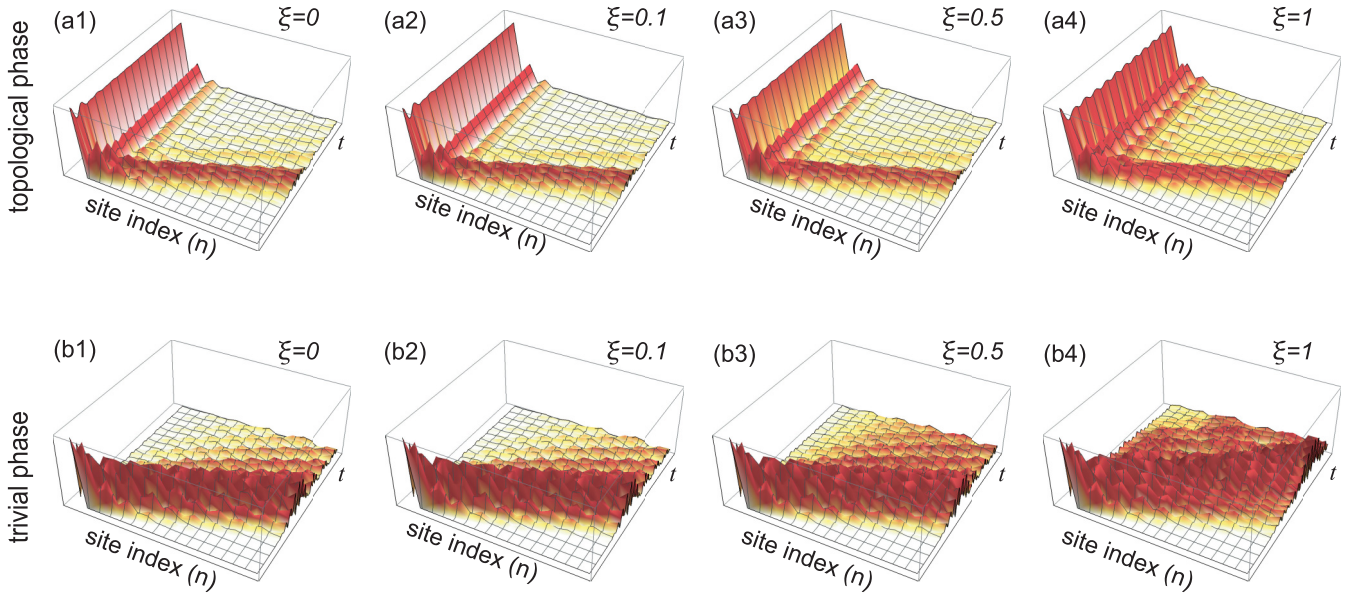 topological phase
(a1) ξ=0
site index (n)
t
(a2) ξ=0.1
site index (n)
t
(a3) ξ=0.5
site index (n)
t
(a4) ξ=1
site index (n)
t
trivial phase
(b1) ξ=0
site index (n)
t
(b2) ξ=0.1
site index (n)
t
(b3) ξ=0.5
site index (n)
t
(b4) ξ=1
site index (n)
t